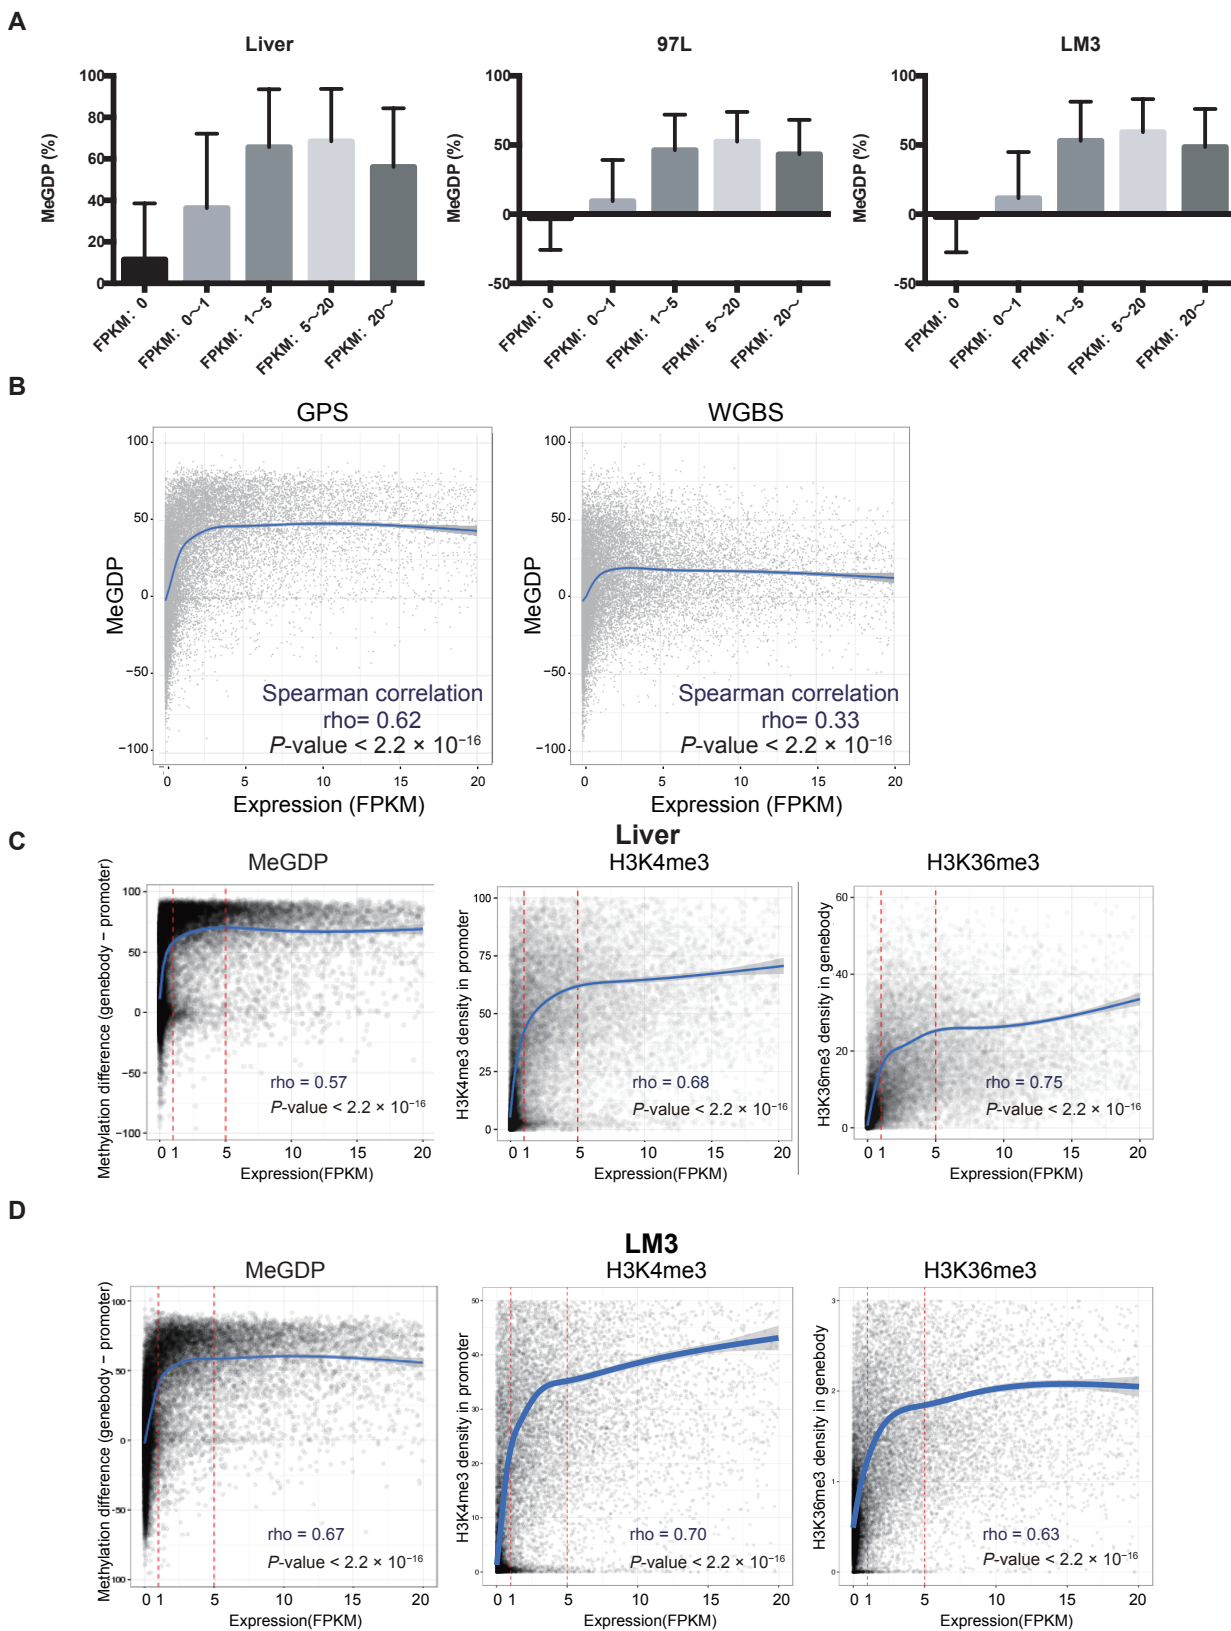 A
Liver
97L
LM3
MeGDP (%)
100
80
60
40
20
0
FPKM: 0
FPKM: 0~1
FPKM: 1~5
FPKM: 5~20
FPKM: 20~
MeGDP (%)
100
50
0
-50
FPKM: 0
FPKM: 0~1
FPKM: 1~5
FPKM: 5~20
FPKM: 20~
MeGDP (%)
100
50
0
-50
FPKM: 0
FPKM: 0~1
FPKM: 1~5
FPKM: 5~20
FPKM: 20~
B
GPS
MeGDP
100
50
0
−50
−100
Spearman correlation
rho= 0.62
P-value < 2.2 × 10⁻¹⁶
0 5 10 15 20
Expression (FPKM)
WGBS
MeGDP
100
50
0
−50
−100
Spearman correlation
rho= 0.33
P-value < 2.2 × 10⁻¹⁶
0 5 10 15 20
Expression (FPKM)
C
Liver
MeGDP
Methylation difference (genebody − promoter)
100
50
0
−50
−100
rho = 0.57
P-value < 2.2 × 10⁻¹⁶
0 1 5 10 15 20
Expression(FPKM)
H3K4me3
H3K4me3 density in promoter
100
75
50
25
0
rho = 0.68
P-value < 2.2 × 10⁻¹⁶
0 1 5 10 15 20
Expression(FPKM)
H3K36me3
H3K36me3 density in genebody
60
40
20
0
rho = 0.75
P-value < 2.2 × 10⁻¹⁶
0 1 5 10 15 20
Expression(FPKM)
D
LM3
MeGDP
Methylation difference (genebody − promoter)
100
50
0
−50
100
rho = 0.67
P-value < 2.2 × 10⁻¹⁶
0 1 5 10 15 20
Expression(FPKM)
H3K4me3
H3K4me3 density in promoter
50
40
30
20
10
0
rho = 0.70
P-value < 2.2 × 10⁻¹⁶
0 1 5 10 15 20
Expression(FPKM)
H3K36me3
H3K36me3 density in genebody
3
2
1
0
rho = 0.63
P-value < 2.2 × 10⁻¹⁶
0 1 5 10 15 20
Expression(FPKM)